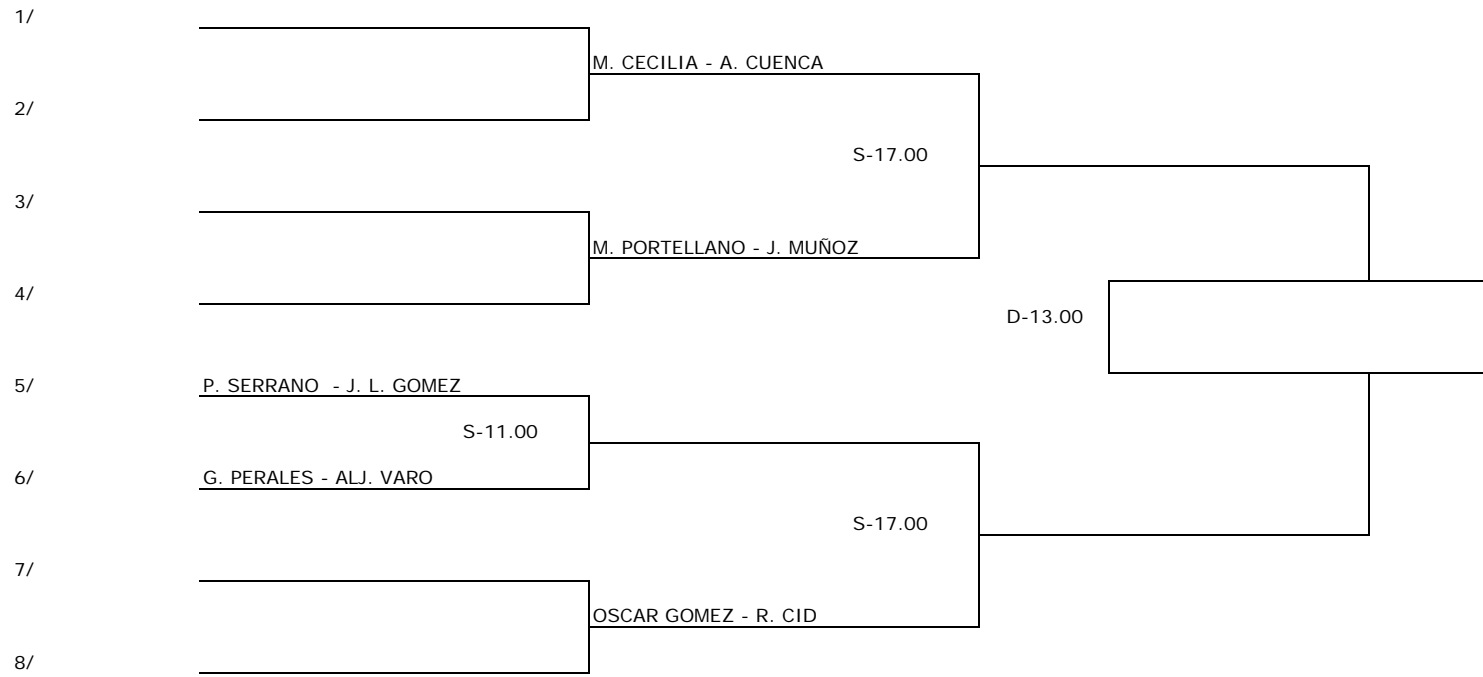 1/
M. CECILIA - A. CUENCA
2/
S-17.00
3/
M. PORTELLANO - J. MUÑOZ
4/
D-13.00
5/
P. SERRANO - J. L. GOMEZ
S-11.00
6/
G. PERALES - ALJ. VARO
S-17.00
7/
OSCAR GOMEZ - R. CID
8/